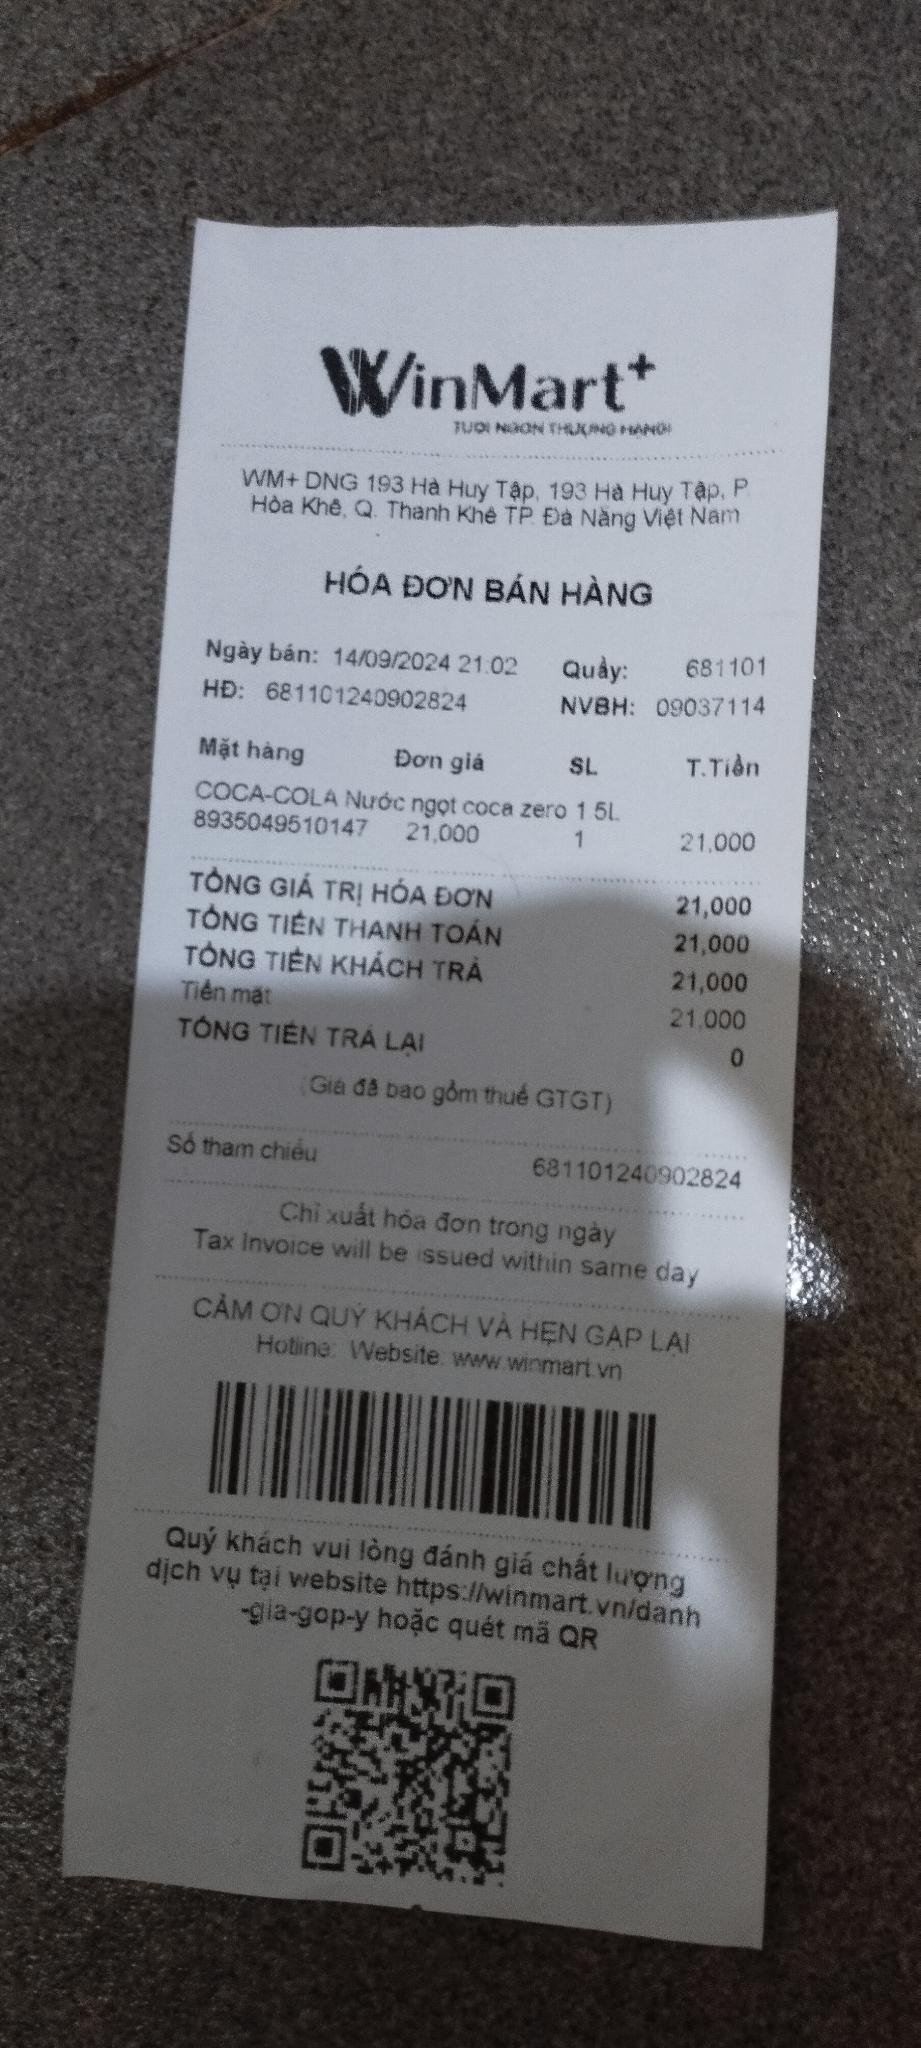 WinMart+
TƯƠI NGON THƯỢNG HẠNG!
WM+ DNG 193 Hà Huy Tập, 193 Hà Huy Tập, P.
Hòa Khê, Q. Thanh Khê TP. Đà Nẵng Việt Nam
HÓA ĐƠN BÁN HÀNG
Ngày bán: 14/09/2024 21:02 Quầy: 681101
HĐ: 681101240902824 NVBH: 09037114
Mặt hàng Đơn giá SL T.Tiền
COCA-COLA Nước ngọt coca zero 1.5L
8935049510147 21,000 1 21,000
TỔNG GIÁ TRỊ HÓA ĐƠN 21,000
TỔNG TIỀN THANH TOÁN 21,000
TỔNG TIỀN KHÁCH TRẢ 21,000
Tiền mặt 21,000
TỔNG TIỀN TRẢ LẠI 0
(Giá đã bao gồm thuế GTGT)
Số tham chiếu 681101240902824
Chỉ xuất hóa đơn trong ngày
Tax Invoice will be issued within same day
CẢM ƠN QUÝ KHÁCH VÀ HẸN GẶP LẠI
Hotline: Website: www.winmart.vn
Quý khách vui lòng đánh giá chất lượng
dịch vụ tại website https://winmart.vn/danh
-gia-gop-y hoặc quét mã QR